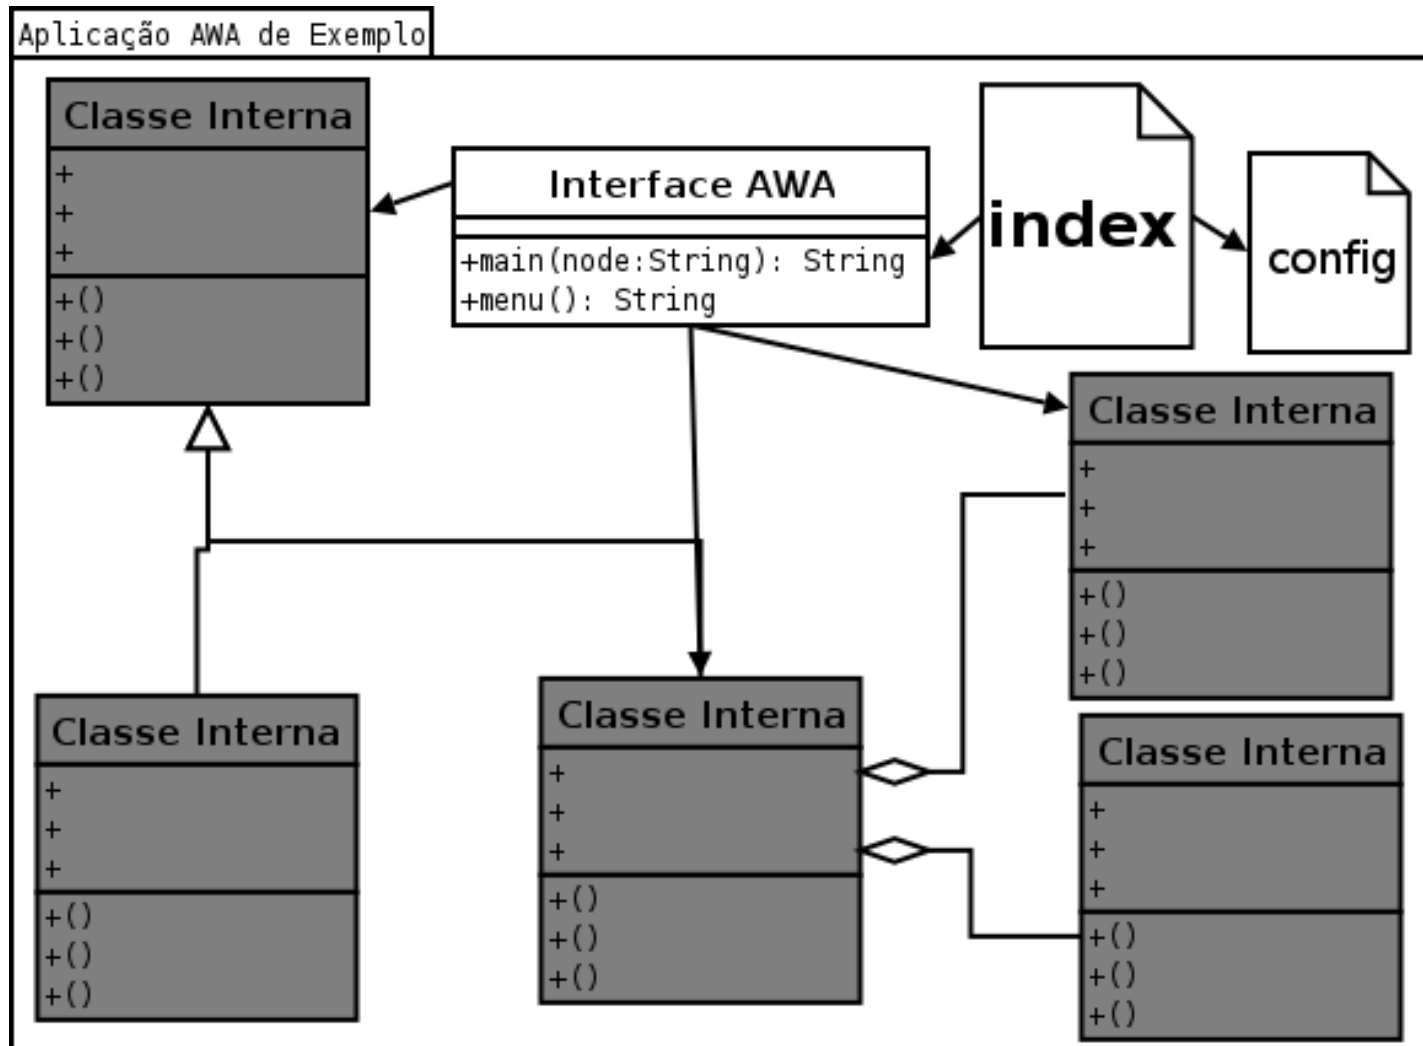 Aplicação AWA de Exemplo
Classe Interna
+
+
+
+()
+()
+()
Interface AWA
+main(node:String): String
+menu(): String
index
config
Classe Interna
+
+
+
+()
+()
+()
Classe Interna
+
+
+
+()
+()
+()
Classe Interna
+
+
+
+()
+()
+()
Classe Interna
+
+
+
+()
+()
+()